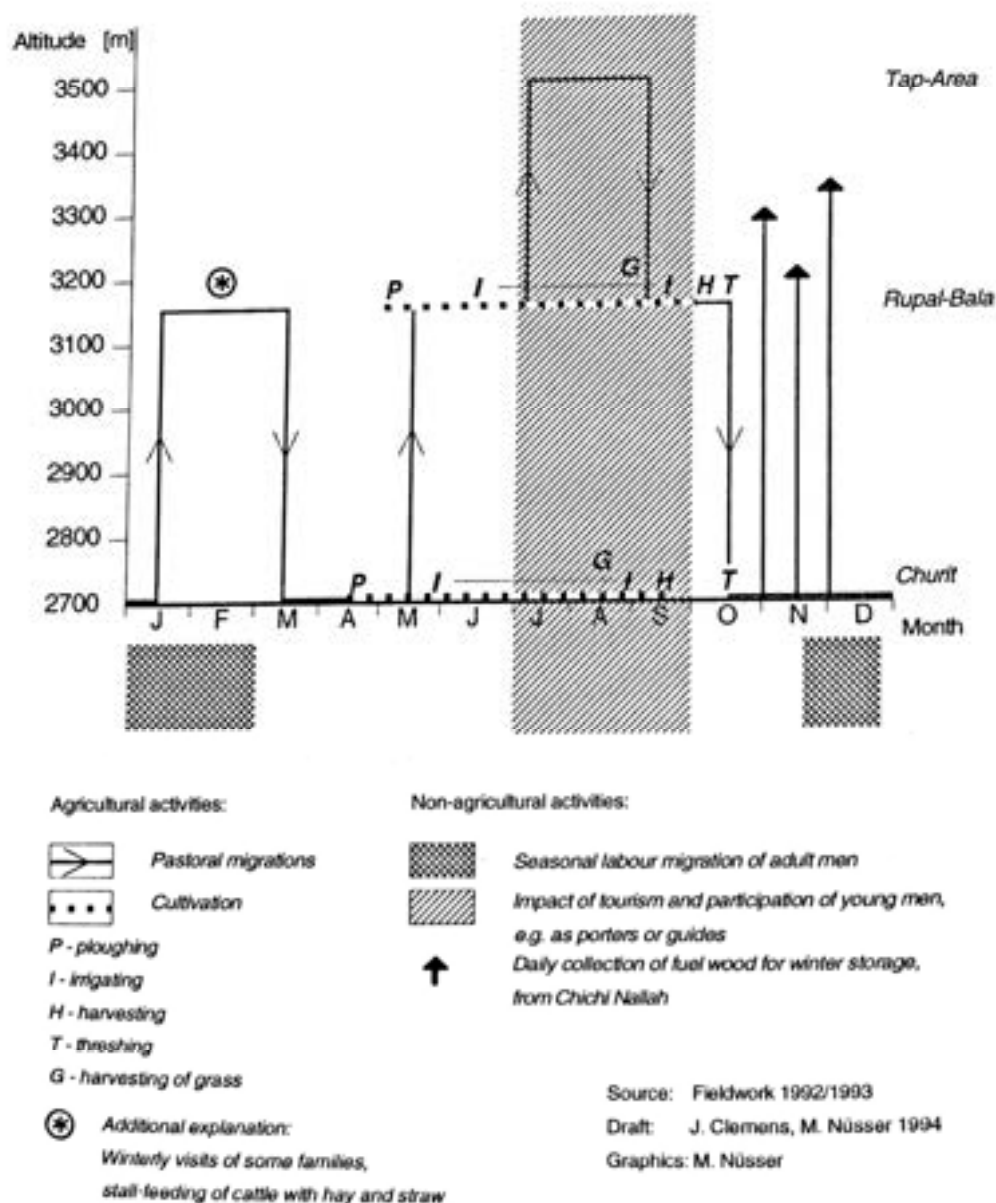 Altitude [m]
3500
3400
3300
3200
3100
3000
2900
2800
2700
Tap-Area
Rupal-Bala
Churit
P I G I H T
P I G I H T
J F M A M J J A S O N D Month
Agricultural activities:
Pastoral migrations
Cultivation
P - ploughing
I - irrigating
H - harvesting
T - threshing
G - harvesting of grass
Additional explanation:
Winterly visits of some families,
stall-feeding of cattle with hay and straw
Non-agricultural activities:
Seasonal labour migration of adult men
Impact of tourism and participation of young men,
e.g. as porters or guides
Daily collection of fuel wood for winter storage,
from Chichi Nallah
Source: Fieldwork 1992/1993
Draft: J. Clemens, M. Nüsser 1994
Graphics: M. Nüsser